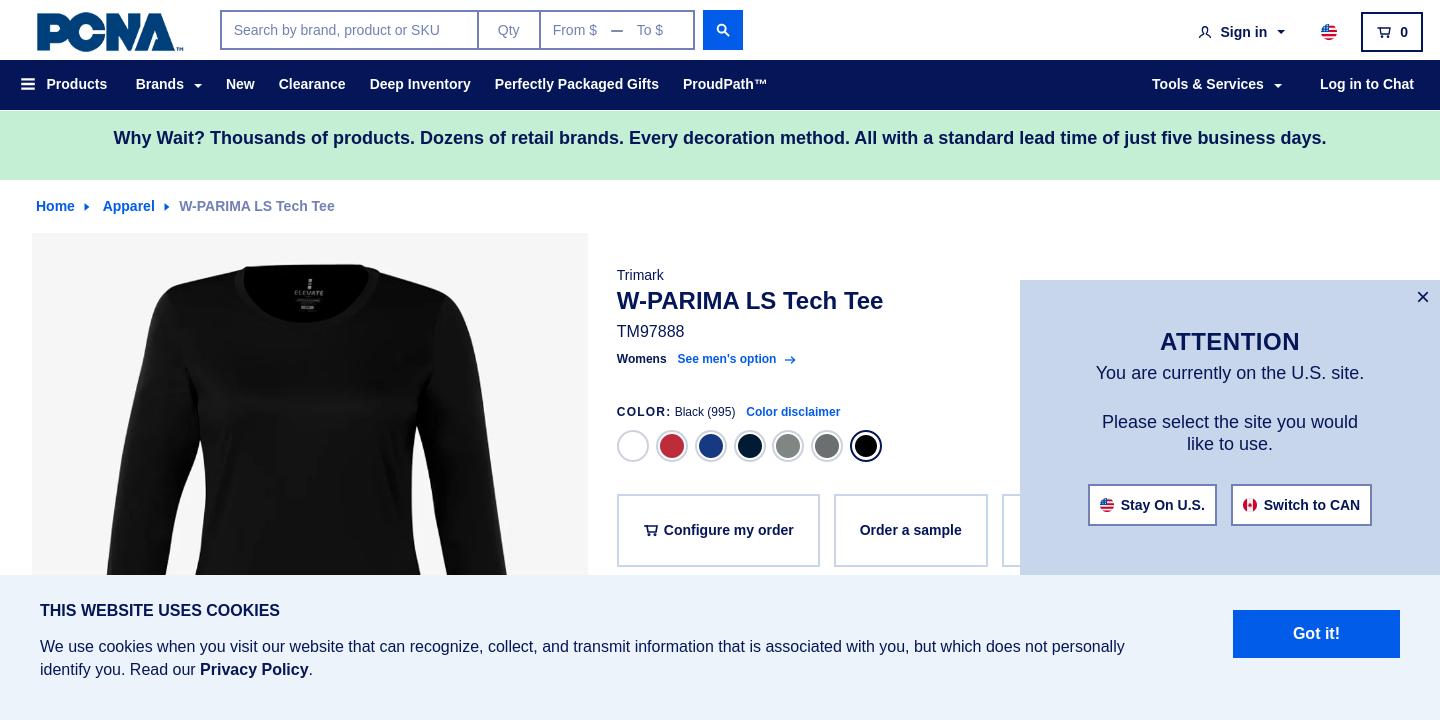 PCNA™
Search by brand, product or SKU
Qty
From $
To $
Sign in
0
Products
Brands
New
Clearance
Deep Inventory
Perfectly Packaged Gifts
ProudPath™
Tools & Services
Log in to Chat
Why Wait? Thousands of products. Dozens of retail brands. Every decoration method. All with a standard lead time of just five business days.
Home
Apparel
W-PARIMA LS Tech Tee
ELEVATE
Trimark
W-PARIMA LS Tech Tee
TM97888
Womens See men's option
COLOR: Black (995) Color disclaimer
Configure my order
Order a sample
×
ATTENTION
You are currently on the U.S. site.
Please select the site you would
like to use.
Stay On U.S.
Switch to CAN
THIS WEBSITE USES COOKIES
We use cookies when you visit our website that can recognize, collect, and transmit information that is associated with you, but which does not personally
identify you. Read our Privacy Policy.
Got it!